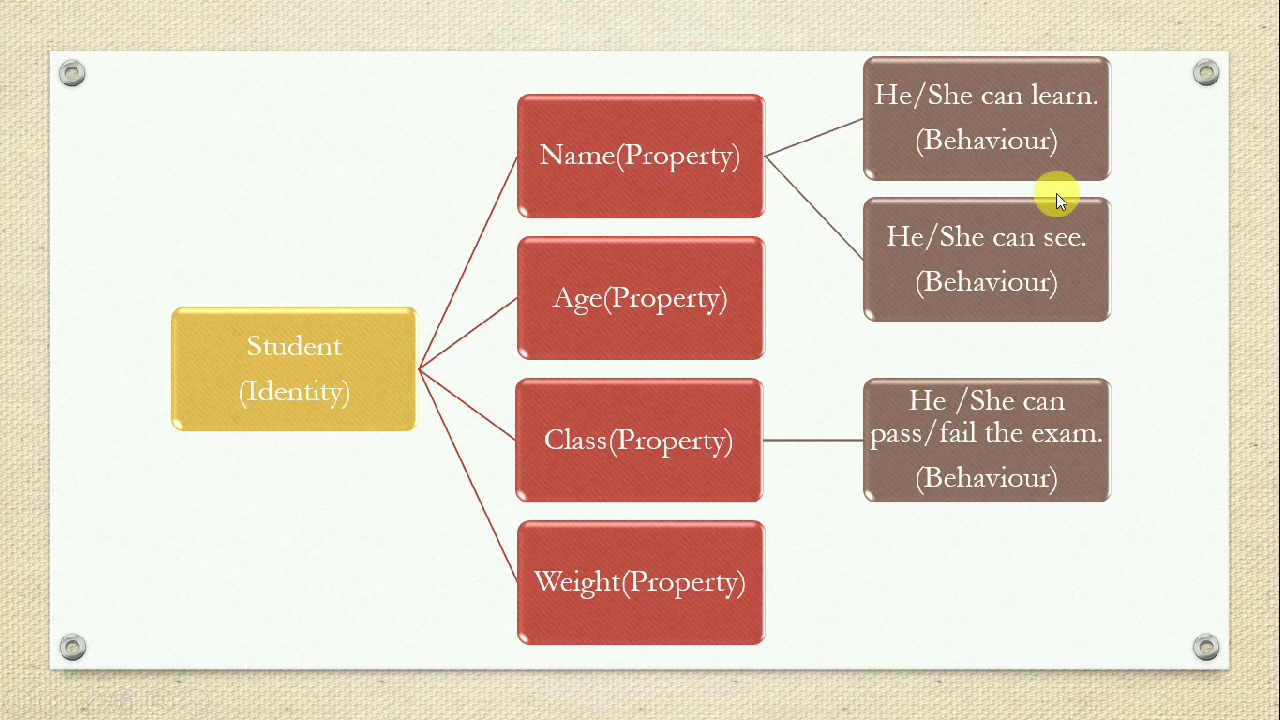 Student
(Identity)
Name(Property)
Age(Property)
Class(Property)
Weight(Property)
He/She can learn.
(Behaviour)
He/She can see.
(Behaviour)
He /She can
pass/fail the exam.
(Behaviour)